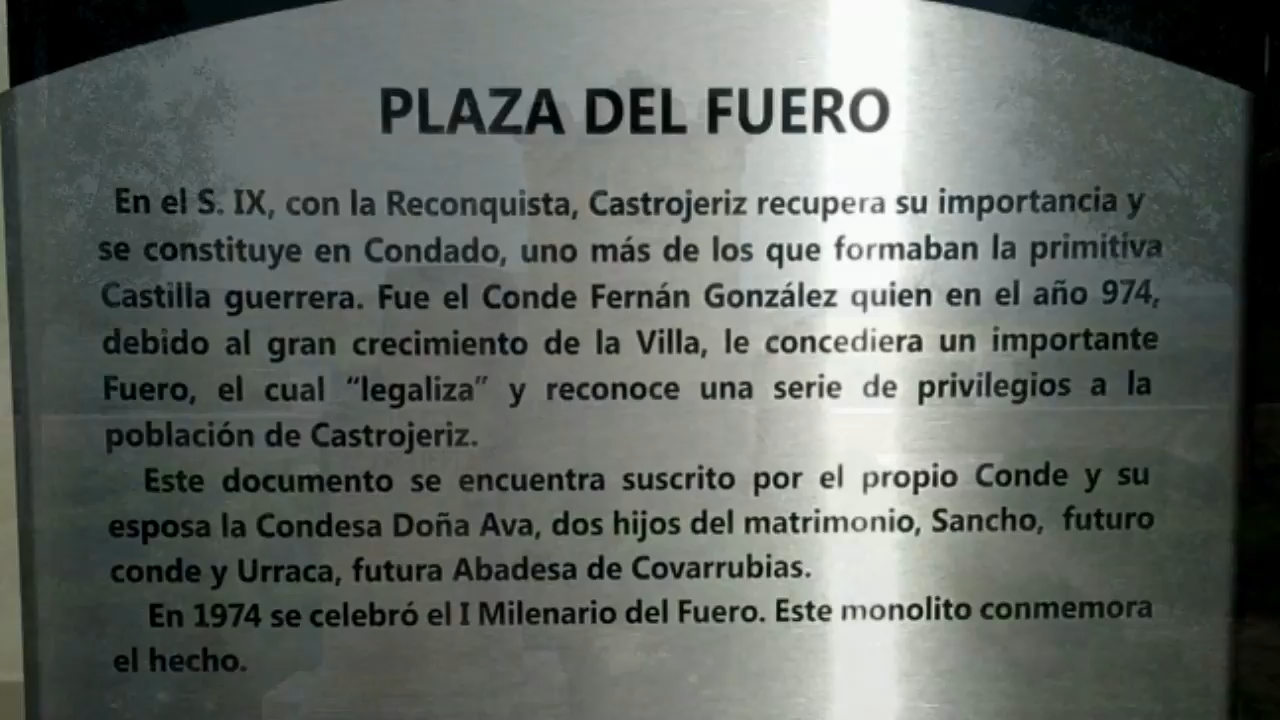 PLAZA DEL FUERO
En el S. IX, con la Reconquista, Castrojeriz recupera su importancia y
se constituye en Condado, uno más de los que formaban la primitiva
Castilla guerrera. Fue el Conde Fernán González quien en el año 974,
debido al gran crecimiento de la Villa, le concediera un importante
Fuero, el cual “legaliza” y reconoce una serie de privilegios a la
población de Castrojeriz.
Este documento se encuentra suscrito por el propio Conde y su
esposa la Condesa Doña Ava, dos hijos del matrimonio, Sancho, futuro
conde y Urraca, futura Abadesa de Covarrubias.
En 1974 se celebró el I Milenario del Fuero. Este monolito conmemora
el hecho.